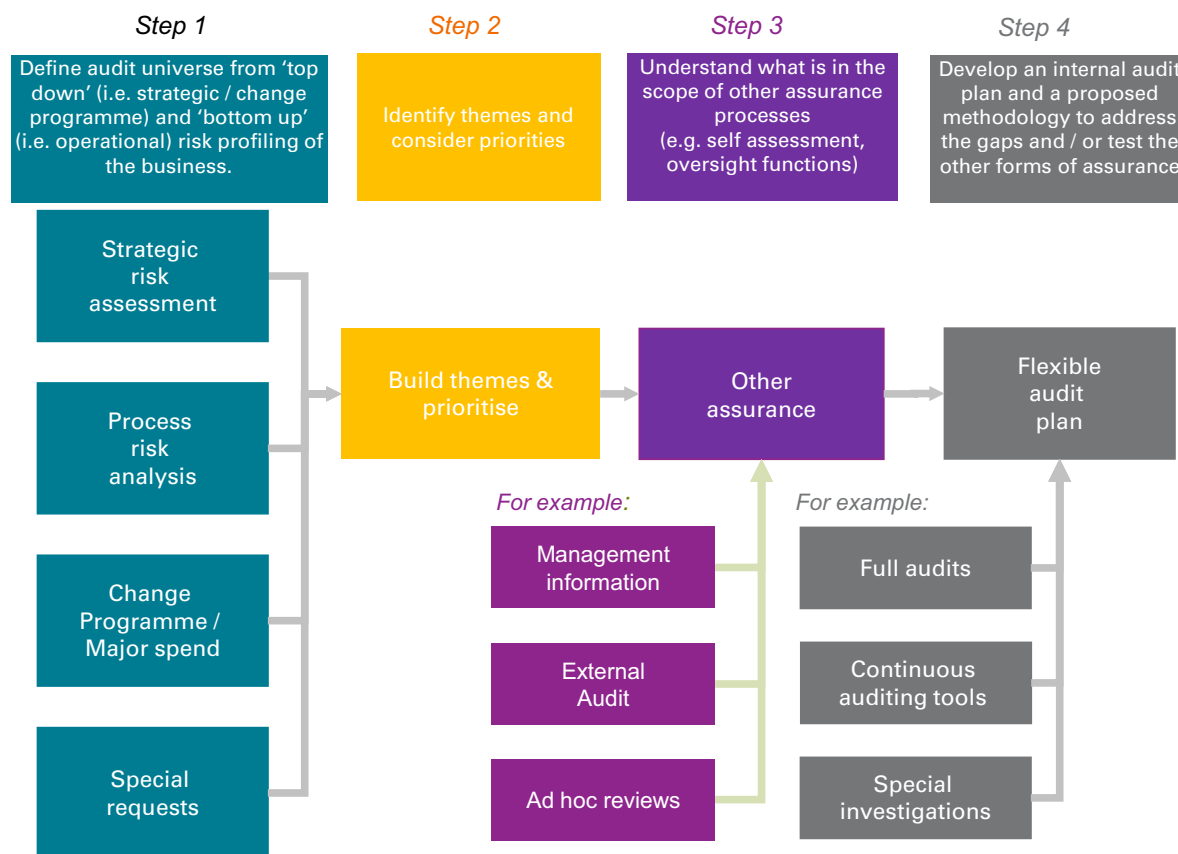 Step 1
Define audit universe from ‘top
down’ (i.e. strategic / change
programme) and ‘bottom up’
(i.e. operational) risk profiling of
the business.
Step 2
Identify themes and
consider priorities
Step 3
Understand what is in the
scope of other assurance
processes
(e.g. self assessment,
oversight functions)
Step 4
Develop an internal audit
plan and a proposed
methodology to address
the gaps and / or test the
other forms of assurance
Strategic
risk
assessment
Process
risk
analysis
Change
Programme /
Major spend
Special
requests
Build themes &
prioritise
Other
assurance
Flexible
audit
plan
For example:
Management
information
External
Audit
Ad hoc reviews
For example:
Full audits
Continuous
auditing tools
Special
investigations